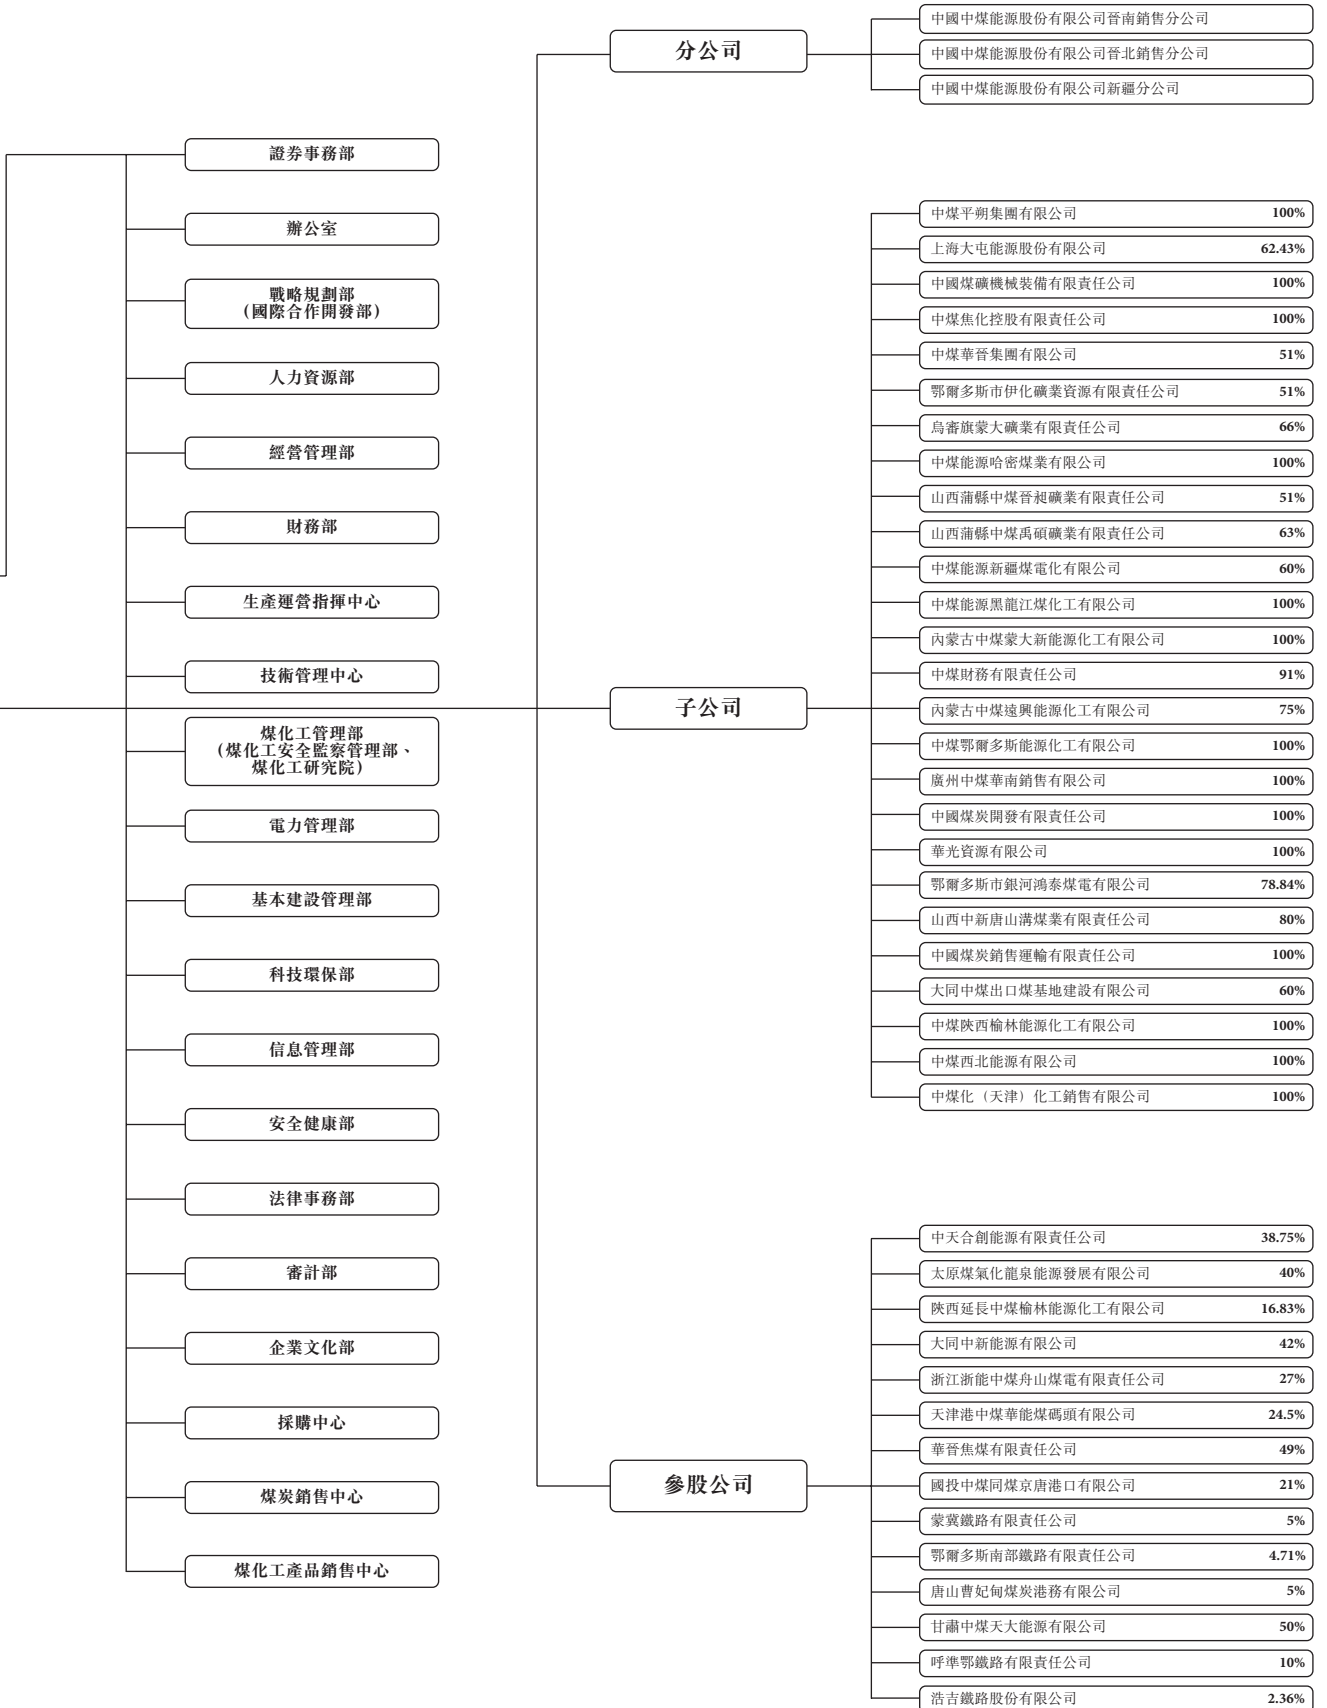 證券事務部
辦公室
戰略規劃部
(國際合作開發部)
人力資源部
經營管理部
財務部
生產運營指揮中心
技術管理中心
煤化工管理部
(煤化工安全監察管理部、
煤化工研究院)
電力管理部
基本建設管理部
科技環保部
信息管理部
安全健康部
法律事務部
審計部
企業文化部
採購中心
煤炭銷售中心
煤化工產品銷售中心
分公司
中國中煤能源股份有限公司晉南銷售分公司
中國中煤能源股份有限公司晉北銷售分公司
中國中煤能源股份有限公司新疆分公司
子公司
中煤平朔集團有限公司 100%
上海大屯能源股份有限公司 62.43%
中國煤礦機械裝備有限責任公司 100%
中煤焦化控股有限責任公司 100%
中煤華晉集團有限公司 51%
鄂爾多斯市伊化礦業資源有限責任公司 51%
烏審旗蒙大礦業有限責任公司 66%
中煤能源哈密煤業有限公司 100%
山西蒲縣中煤晉昶礦業有限責任公司 51%
山西蒲縣中煤禹碩礦業有限責任公司 63%
中煤能源新疆煤電化有限公司 60%
中煤能源黑龍江煤化工有限公司 100%
內蒙古中煤蒙大新能源化工有限公司 100%
中煤財務有限責任公司 91%
內蒙古中煤遠興能源化工有限公司 75%
中煤鄂爾多斯能源化工有限公司 100%
廣州中煤華南銷售有限公司 100%
中國煤炭開發有限責任公司 100%
華光資源有限公司 100%
鄂爾多斯市銀河鴻泰煤電有限公司 78.84%
山西中新唐山溝煤業有限責任公司 80%
中國煤炭銷售運輸有限責任公司 100%
大同中煤出口煤基地建設有限公司 60%
中煤陝西榆林能源化工有限公司 100%
中煤西北能源有限公司 100%
中煤化（天津）化工銷售有限公司 100%
參股公司
中天合創能源有限責任公司 38.75%
太原煤氣化龍泉能源發展有限公司 40%
陝西延長中煤榆林能源化工有限公司 16.83%
大同中新能源有限公司 42%
浙江浙能中煤舟山煤電有限責任公司 27%
天津港中煤華能煤碼頭有限公司 24.5%
華晉焦煤有限責任公司 49%
國投中煤同煤京唐港口有限公司 21%
蒙冀鐵路有限責任公司 5%
鄂爾多斯南部鐵路有限責任公司 4.71%
唐山曹妃甸煤炭港務有限公司 5%
甘肅中煤天大能源有限公司 50%
呼準鄂鐵路有限責任公司 10%
浩吉鐵路股份有限公司 2.36%